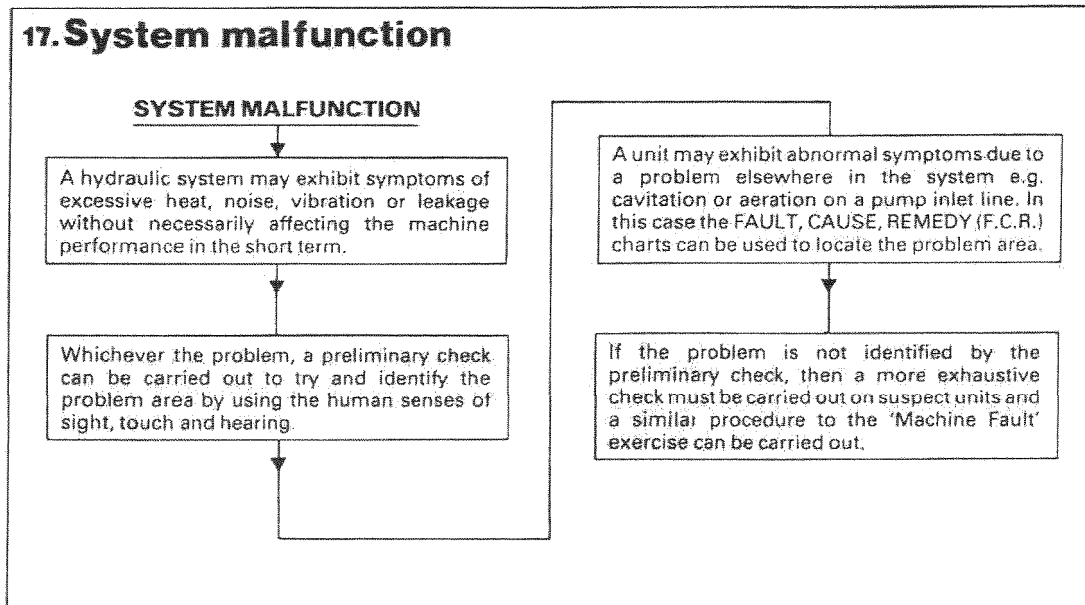 17. System malfunction
SYSTEM MALFUNCTION
A hydraulic system may exhibit symptoms of
excessive heat, noise, vibration or leakage
without necessarily affecting the machine
performance in the short term.
Whichever the problem, a preliminary check
can be carried out to try and identify the
problem area by using the human senses of
sight, touch and hearing.
A unit may exhibit abnormal symptoms due to
a problem elsewhere in the system e.g.
cavitation or aeration on a pump inlet line. In
this case the FAULT, CAUSE, REMEDY (F.C.R.)
charts can be used to locate the problem area.
If the problem is not identified by the
preliminary check, then a more exhaustive
check must be carried out on suspect units and
a similar procedure to the 'Machine Fault'
exercise can be carried out.